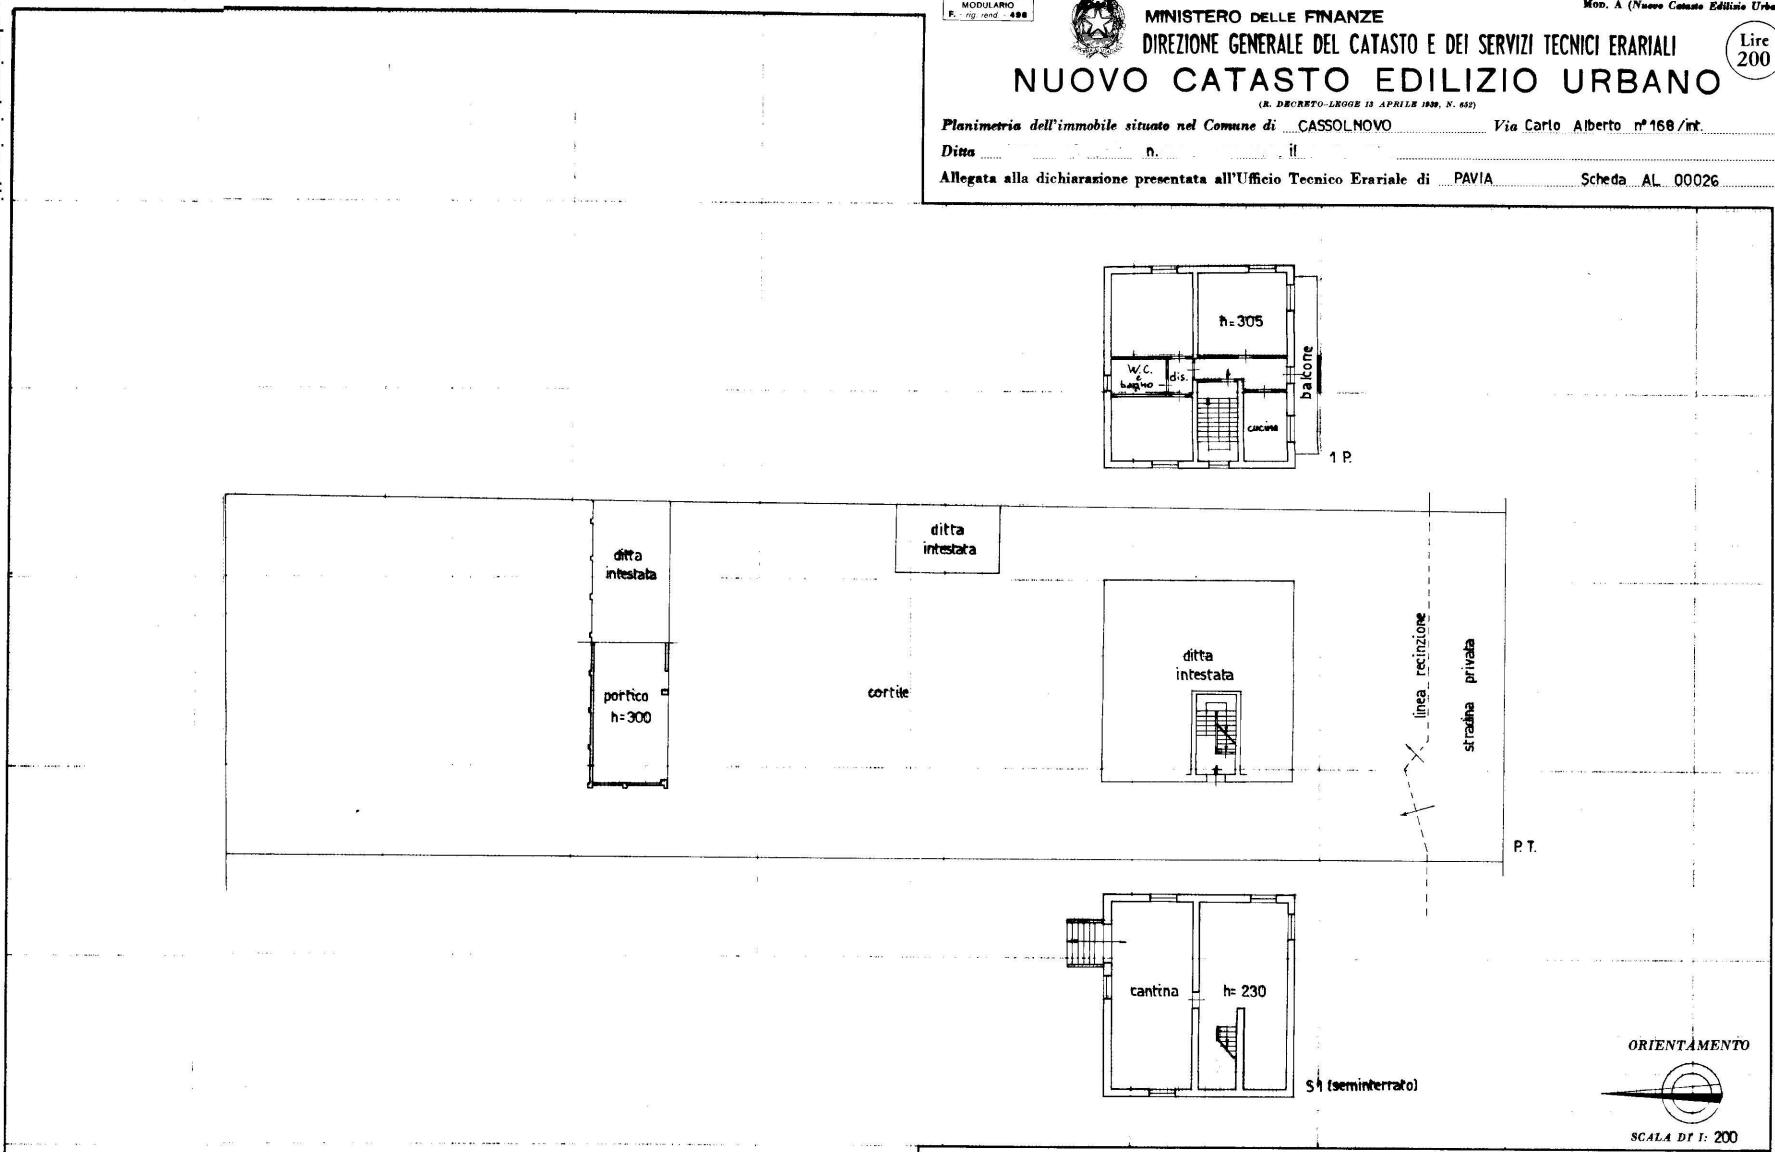 MODULARIO
F. - rig. rend. - 498
MINISTERO DELLE FINANZE
DIREZIONE GENERALE DEL CATASTO E DEI SERVIZI TECNICI ERARIALI
NUOVO CATASTO EDILIZIO URBANO
(R. DECRETO-LEGGE 13 APRILE 1939, N. 652)
Mod. A (Nuovo Catasto Edilizio Urba
Lire
200
Planimetria dell'immobile situato nel Comune di CASSOLNOVO Via Carlo Alberto n° 168/int.
Ditta n. il
Allegata alla dichiarazione presentata all'Ufficio Tecnico Erariale di PAVIA Scheda AL 00026
h=305
W.C.
e
bagno
dis.
cucina
balcone
1 P.
ditta
intestata
ditta
intestata
portico
h=300
cortile
ditta
intestata
linea recinzione
stradina privata
P.T.
cantina
h= 230
S1 (seminterrato)
ORIENTAMENTO
SCALA DI 1: 200